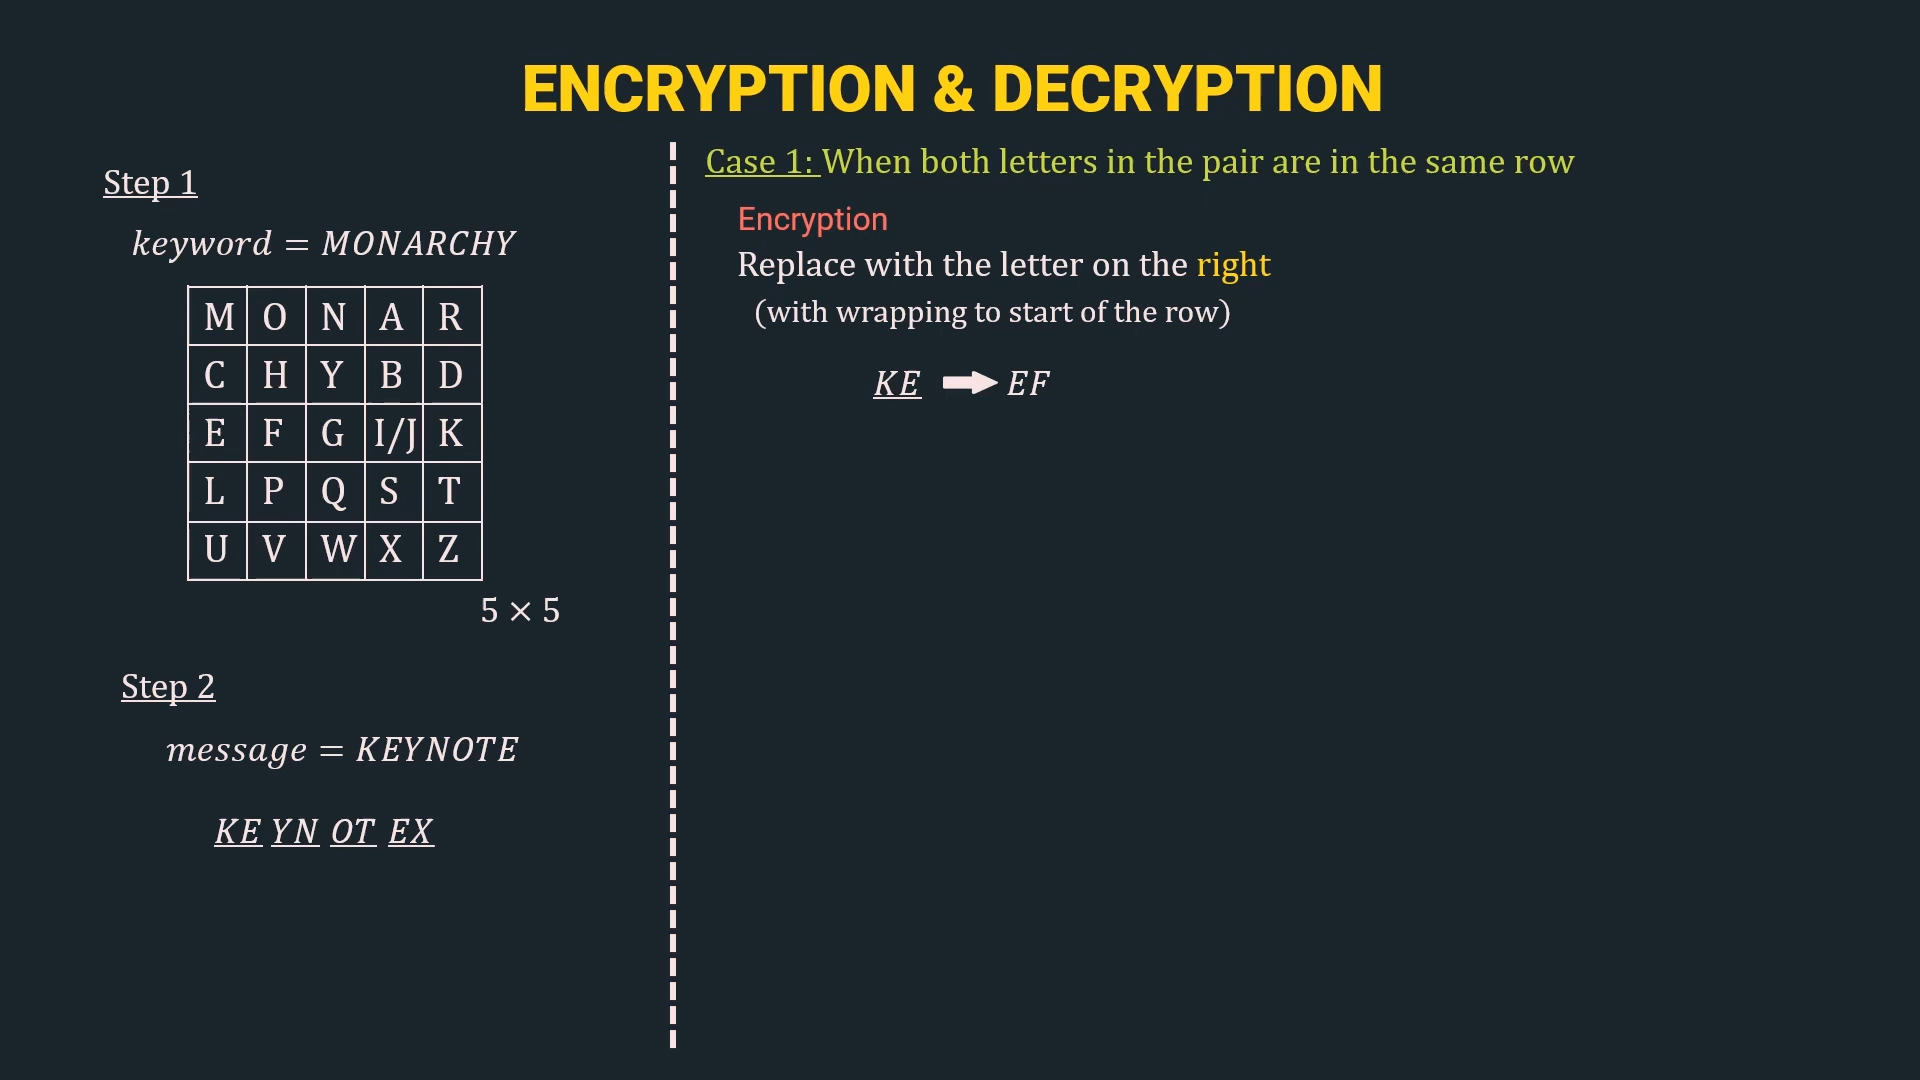 ENCRYPTION & DECRYPTION
Step 1
keyword = MONARCHY
M O N A R
C H Y B D
E F G I/J K
L P Q S T
U V W X Z
5 × 5
Step 2
message = KEYNOTE
KE YN OT EX
Case 1: When both letters in the pair are in the same row
Encryption
Replace with the letter on the right
(with wrapping to start of the row)
KE EF